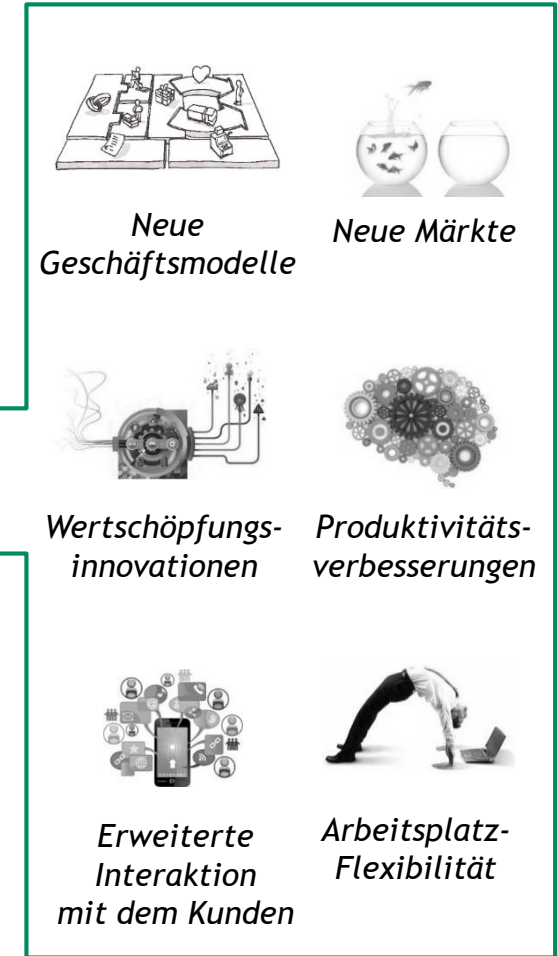 Neue
Geschäftsmodelle
Neue Märkte
Wertschöpfungs-
innovationen
Produktivitäts-
verbesserungen
Erweiterte
Interaktion
mit dem Kunden
Arbeitsplatz-
Flexibilität